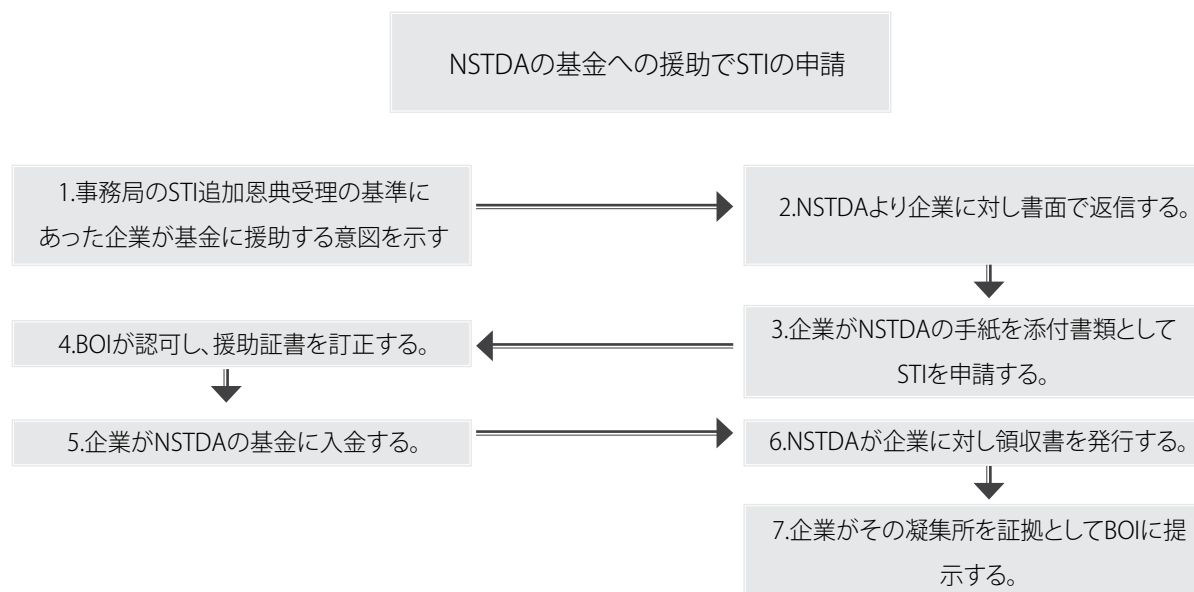 NSTDAの基金への援助でSTIの申請
1.事務局のSTI追加恩典受理の基準に
あった企業が基金に援助する意図を示す
2.NSTDAより企業に対し書面で返信する。
3.企業がNSTDAの手紙を添付書類として
STIを申請する。
4.BOIが認可し、援助証書を訂正する。
5.企業がNSTDAの基金に入金する。
6.NSTDAが企業に対し領収書を発行する。
7.企業がその凝集所を証拠としてBOIに提
示する。